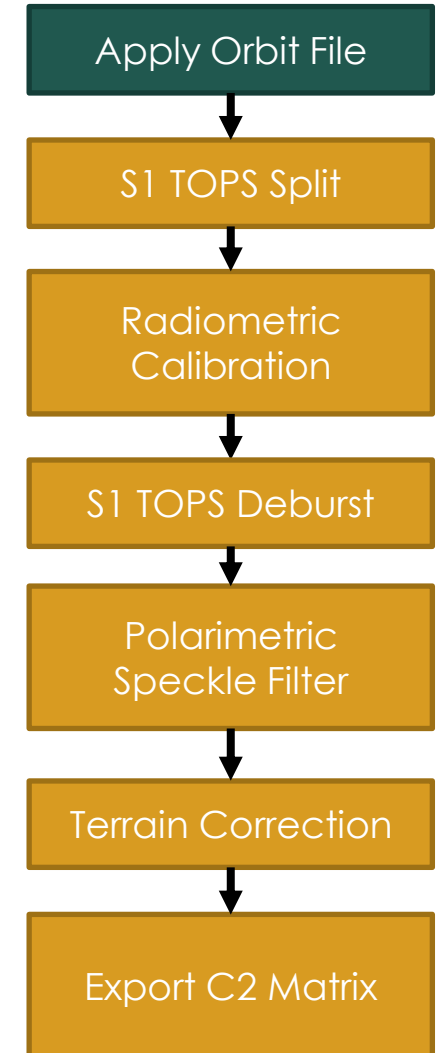 Apply Orbit File
S1 TOPS Split
Radiometric
Calibration
S1 TOPS Deburst
Polarimetric
Speckle Filter
Terrain Correction
Export C2 Matrix